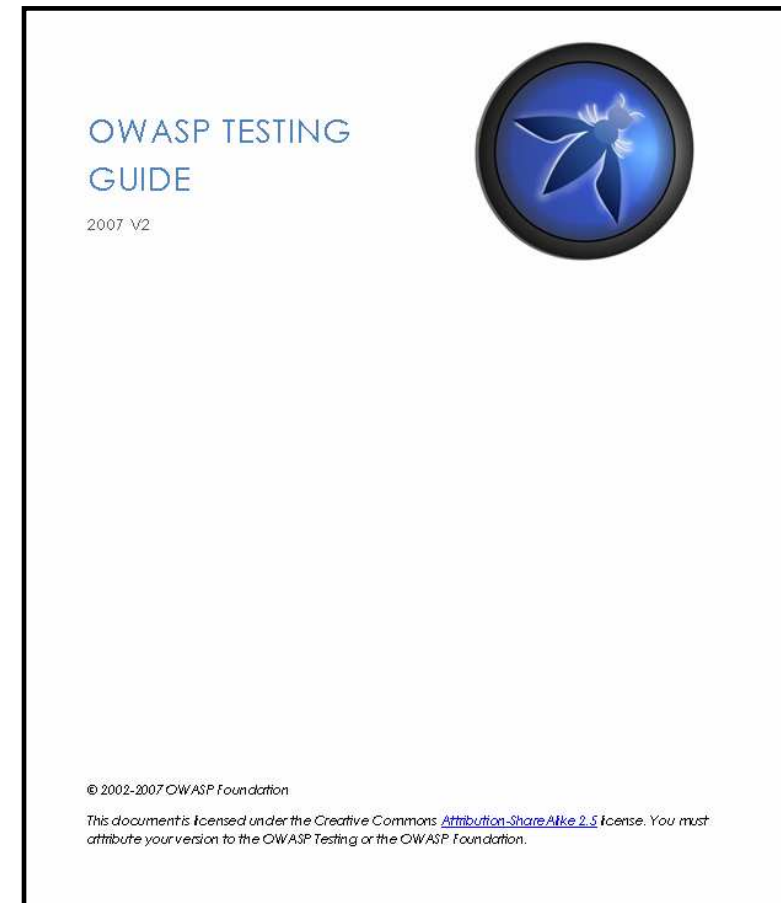 OWASP TESTING
GUIDE
2007 V2
© 2002-2007 OWASP Foundation
This document is licensed under the Creative Commons Attribution-ShareAlike 2.5 license. You must
attribute your version to the OWASP Testing or the OWASP Foundation.